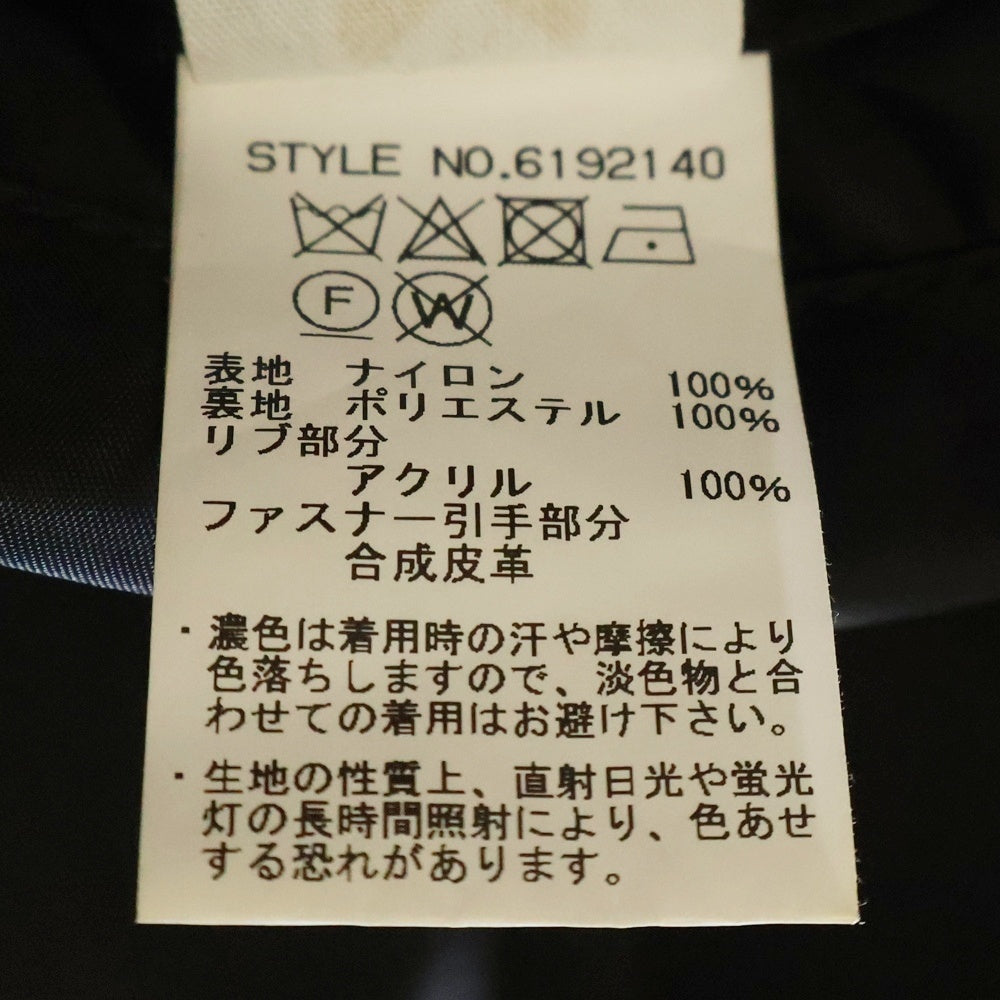 STYLE NO.6192140
F W
表地 ナイロン 100%
裏地 ポリエステル 100%
リブ部分
アクリル 100%
ファスナー引手部分
合成皮革
・濃色は着用時の汗や摩擦により
色落ちしますので、淡色物と合
わせての着用はお避け下さい。
・生地の性質上、直射日光や蛍光
灯の長時間照射により、色あせ
する恐れがあります。